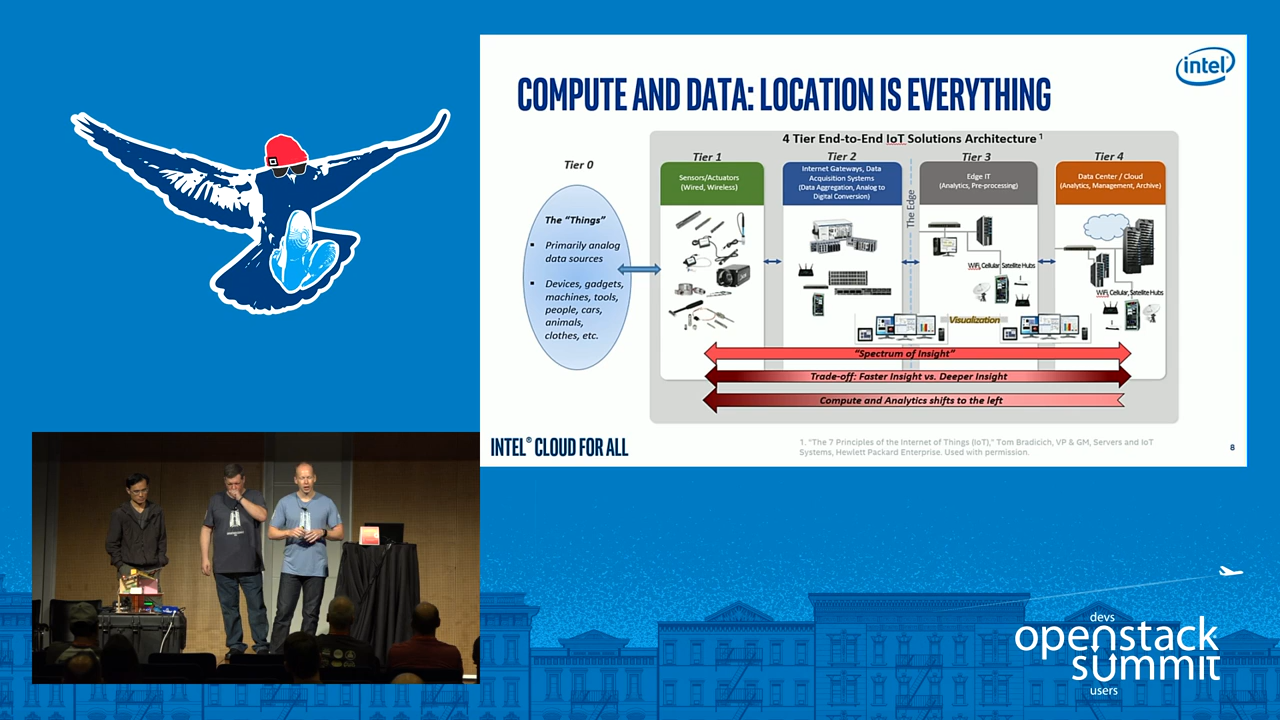 intel
COMPUTE AND DATA: LOCATION IS EVERYTHING
4 Tier End-to-End IoT Solutions Architecture 1
Tier 0
Tier 1
Tier 2
Tier 3
Tier 4
The "Things"
▪ Primarily analog
data sources
▪ Devices, gadgets,
machines, tools,
people, cars,
animals,
clothes, etc.
Sensors/Actuators
(Wired, Wireless)
Internet Gateways, Data
Acquisition Systems
(Data Aggregation, Analog to
Digital Conversion)
The Edge
Edge IT
(Analytics, Pre-processing)
WiFi, Cellular, Satellite Hubs
Data Center / Cloud
(Analytics, Management, Archive)
WiFi, Cellular, Satellite Hubs
Visualization
"Spectrum of Insight"
Trade-off: Faster Insight vs. Deeper Insight
Compute and Analytics shifts to the left
INTEL® CLOUD FOR ALL
1. "The 7 Principles of the Internet of Things (IoT)," Tom Bradicich, VP & GM, Servers and IoT
Systems, Hewlett Packard Enterprise. Used with permission.
8
devs
openstack
summit
users